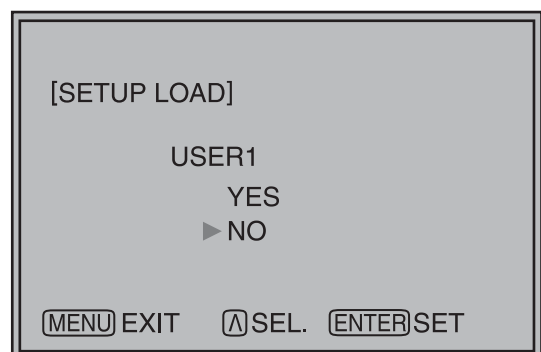 [SETUP LOAD]
USER1
YES
▶ NO
MENU EXIT ∧ SEL. ENTER SET